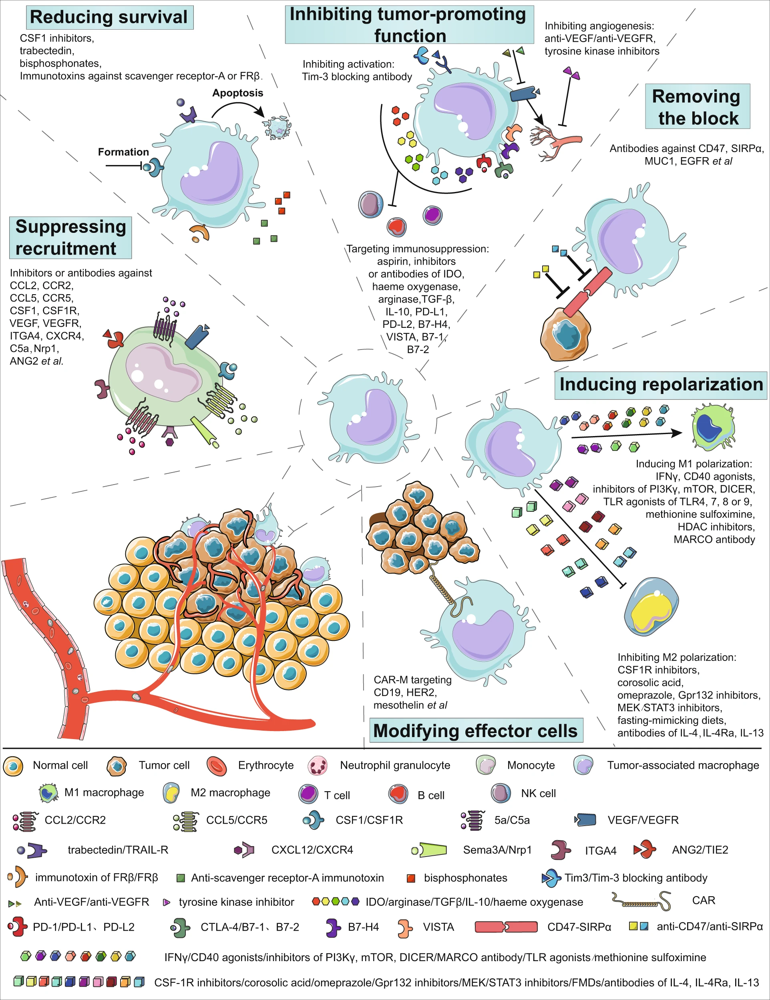 Reducing survival
CSF1 inhibitors,
trabectedin,
bisphosphonates,
Immunotoxins against scavenger receptor-A or FRβ.
Apoptosis
Formation
Inhibiting tumor-promoting
function
Inhibiting activation:
Tim-3 blocking antibody
Inhibiting angiogenesis:
anti-VEGF/anti-VEGFR,
tyrosine kinase inhibitors
Targeting immunosuppression:
aspirin, inhibitors
or antibodies of IDO,
haeme oxygenase,
arginase,TGF-β,
IL-10, PD-L1,
PD-L2, B7-H4,
VISTA, B7-1,
B7-2
Removing
the block
Antibodies against CD47, SIRPα,
MUC1, EGFR et al
Suppressing
recruitment
Inhibitors or antibodies against
CCL2, CCR2,
CCL5, CCR5,
CSF1, CSF1R,
VEGF, VEGFR,
ITGA4, CXCR4,
C5a, Nrp1,
ANG2 et al.
Inducing repolarization
Inducing M1 polarization:
IFNγ, CD40 agonists,
inhibitors of PI3Kγ, mTOR, DICER,
TLR agonists of TLR4, 7, 8 or 9,
methionine sulfoximine,
HDAC inhibitors,
MARCO antibody
Inhibiting M2 polarization:
CSF1R inhibitors,
corosolic acid,
omeprazole, Gpr132 inhibitors,
MEK/STAT3 inhibitors,
fasting-mimicking diets,
antibodies of IL-4, IL-4Ra, IL-13
CAR-M targeting
CD19, HER2,
mesothelin et al
Modifying effector cells
Normal cell Tumor cell Erythrocyte Neutrophil granulocyte Monocyte Tumor-associated macrophage
M1 macrophage M2 macrophage T cell B cell NK cell
CCL2/CCR2 CCL5/CCR5 CSF1/CSF1R 5a/C5a VEGF/VEGFR
trabectedin/TRAIL-R CXCL12/CXCR4 Sema3A/Nrp1 ITGA4 ANG2/TIE2
immunotoxin of FRβ/FRβ Anti-scavenger receptor-A immunotoxin bisphosphonates Tim3/Tim-3 blocking antibody
Anti-VEGF/anti-VEGFR tyrosine kinase inhibitor IDO/arginase/TGFβ/IL-10/haeme oxygenase CAR
PD-1/PD-L1、PD-L2 CTLA-4/B7-1、B7-2 B7-H4 VISTA CD47-SIRPα anti-CD47/anti-SIRPα
IFNγ/CD40 agonists/inhibitors of PI3Kγ, mTOR, DICER/MARCO antibody/TLR agonists/methionine sulfoximine
CSF-1R inhibitors/corosolic acid/omeprazole/Gpr132 inhibitors/MEK/STAT3 inhibitors/FMDs/antibodies of IL-4, IL-4Ra, IL-13